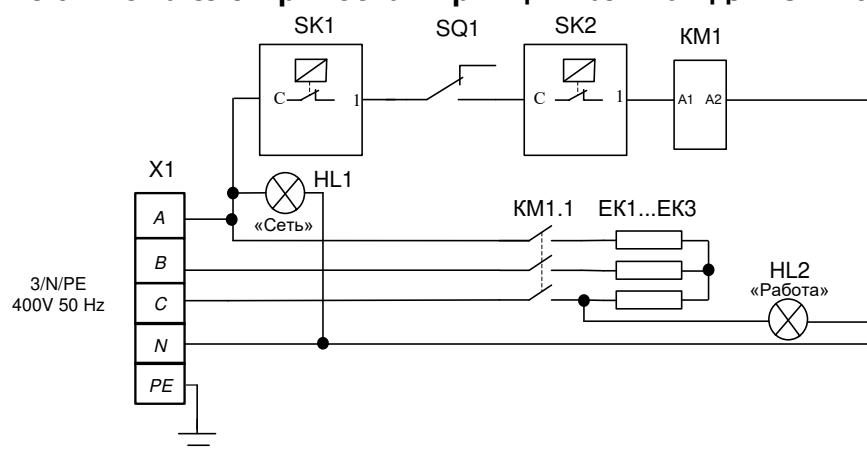 SK1
SQ1
SK2
KM1
C
1
C
1
A1 A2
X1
HL1
«Сеть»
A
B
C
N
PE
3/N/PE
400V 50 Hz
KM1.1
EK1...EK3
HL2
«Работа»